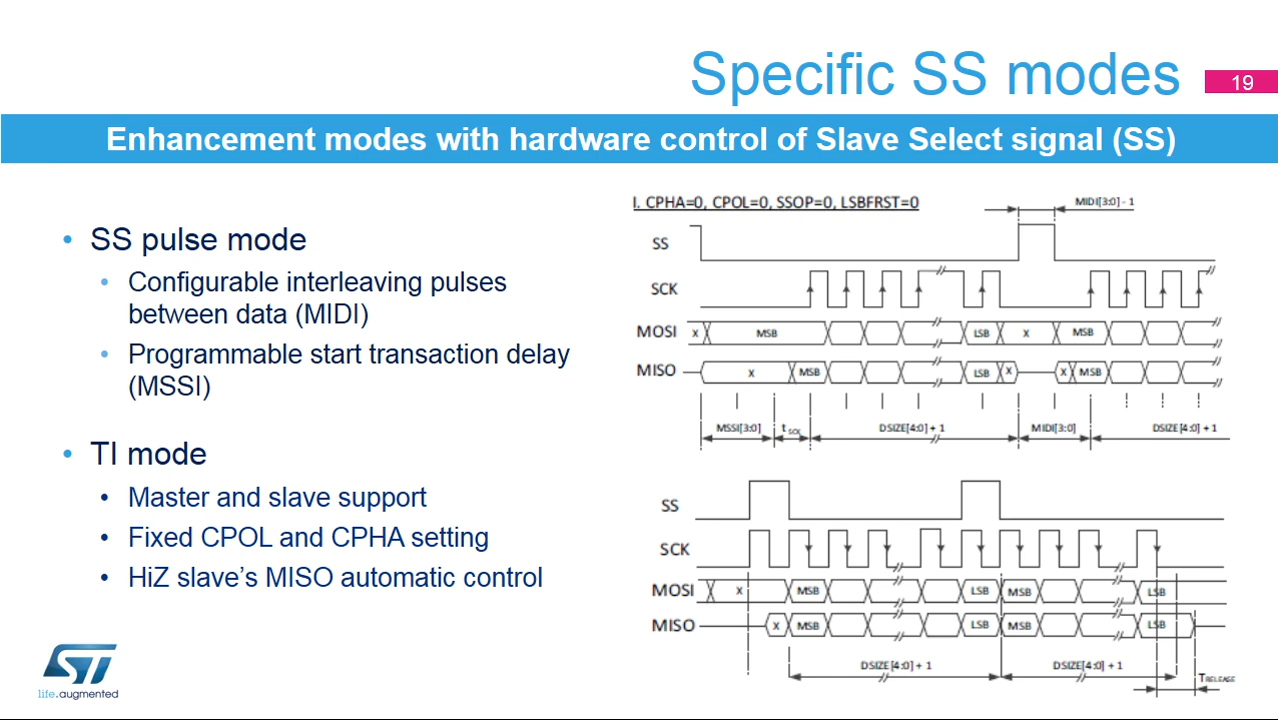 Specific SS modes
19
Enhancement modes with hardware control of Slave Select signal (SS)
• SS pulse mode
• Configurable interleaving pulses
between data (MIDI)
• Programmable start transaction delay
(MSSI)
• TI mode
• Master and slave support
• Fixed CPOL and CPHA setting
• HiZ slave's MISO automatic control
I. CPHA=0, CPOL=0, SSOP=0, LSBFRST=0
MIDI[3:0] - 1
SS
SCK
MOSI X MSB LSB X MSB
MISO X MSB LSB X X MSB
MSSI[3:0] t SCK DSIZE[4:0] + 1 MIDI[3:0] DSIZE[4:0] + 1
SS
SCK
MOSI X MSB LSB MSB LSB
MISO X MSB LSB MSB LSB
DSIZE[4:0] + 1 DSIZE[4:0] + 1
TRELEASE
ST
life.augmented